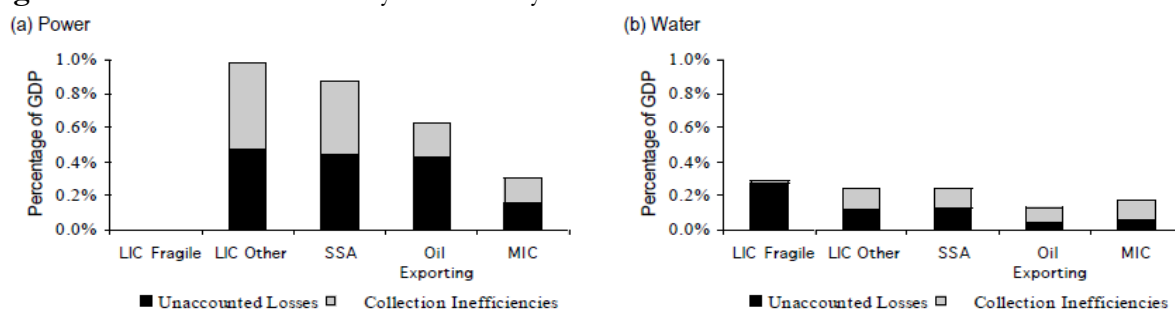 (a) Power
(b) Water
Percentage of GDP
1.0%
0.8%
0.6%
0.4%
0.2%
0.0%
LIC Fragile LIC Other SSA Oil Exporting MIC
Unaccounted Losses Collection Inefficiencies
Percentage of GDP
1.0%
0.8%
0.6%
0.4%
0.2%
0.0%
LIC Fragile LIC Other SSA Oil Exporting MIC
Unaccounted Losses Collection Inefficiencies